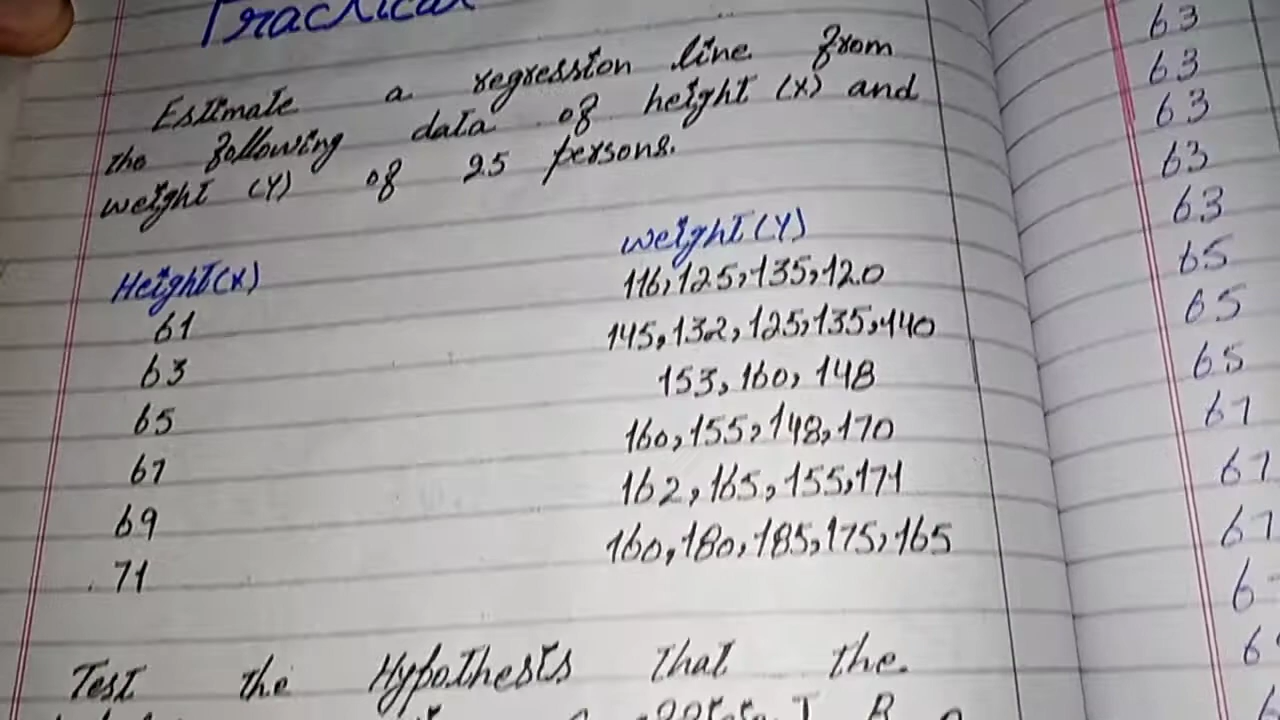 Practical
Estimate a regression line from
the following data of height (X) and
weight (Y) of 25 persons.
Height(X) weight(Y)
61 116,125,135,120
63 145,132,125,135,140
65 153,160,148
67 160,155,148,170
69 162,165,155,171
71 160,180,185,175,165
Test the Hypothesis that the
63
63
63
63
63
65
65
65
67
67
67